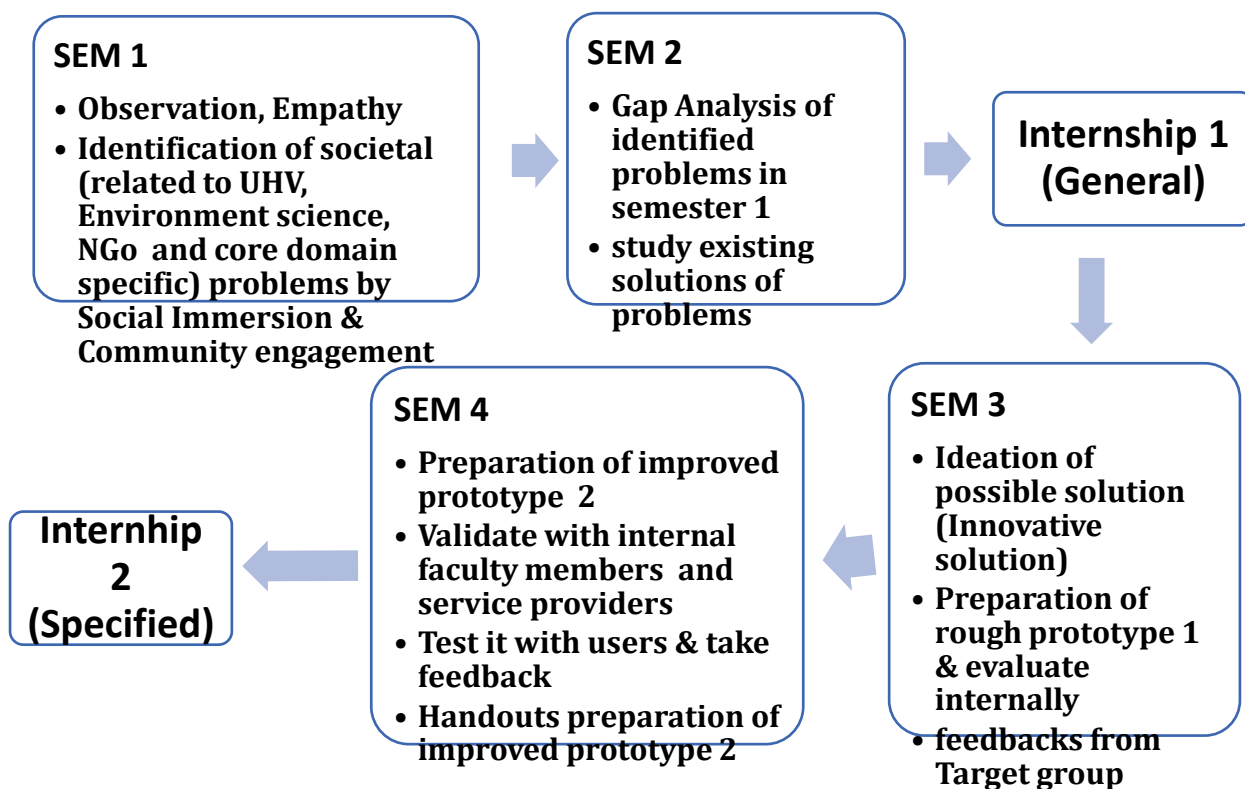 SEM 1
• Observation, Empathy
• Identification of societal
(related to UHV,
Environment science,
NGo and core domain
specific) problems by
Social Immersion &
Community engagement
SEM 2
• Gap Analysis of
identified
problems in
semester 1
• study existing
solutions of
problems
Internship 1
(General)
SEM 3
• Ideation of
possible solution
(Innovative
solution)
• Preparation of
rough prototype 1
& evaluate
internally
• feedbacks from
Target group
SEM 4
• Preparation of improved
prototype 2
• Validate with internal
faculty members and
service providers
• Test it with users & take
feedback
• Handouts preparation of
improved prototype 2
Internhip
2
(Specified)